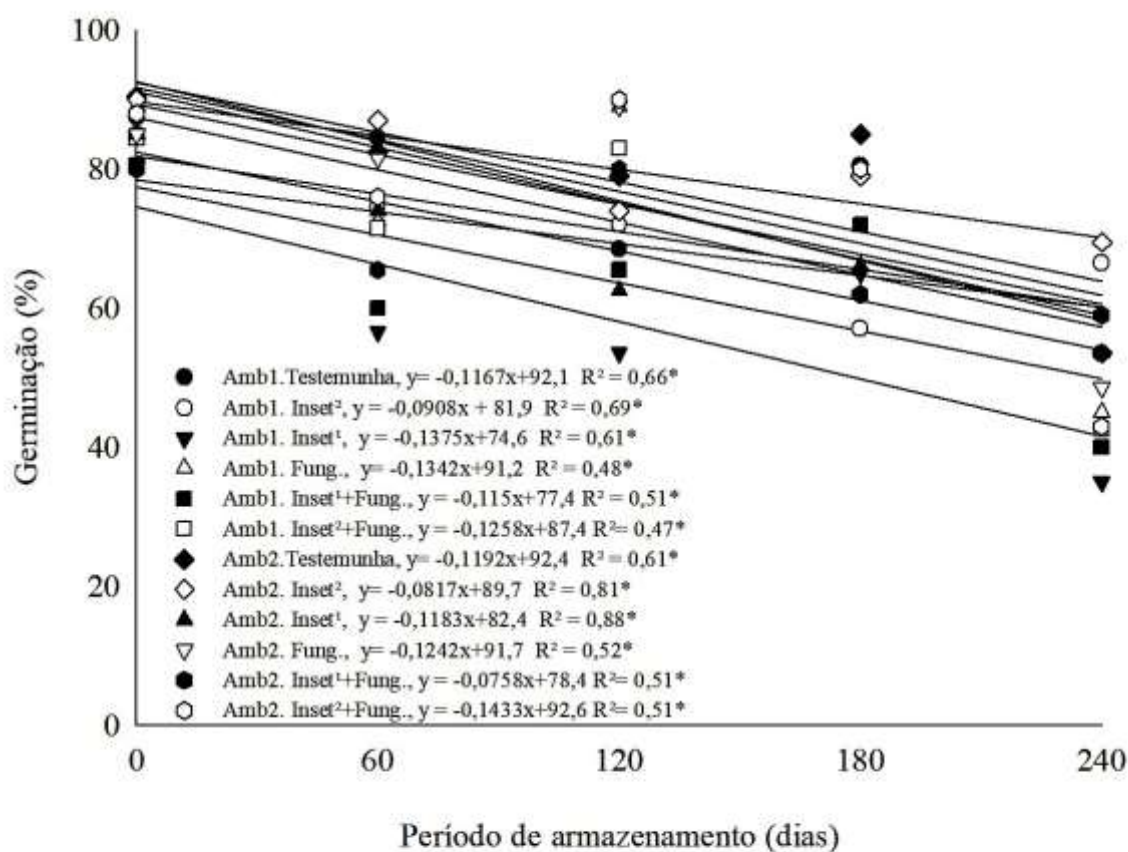 100
80
60
40
20
0
Germinação (%)
Amb1.Testemunha, y= -0,1167x+92,1 R² = 0,66*
Amb1. Inset², y = -0,0908x + 81,9 R² = 0,69*
Amb1. Inset¹, y = -0,1375x+74,6 R² = 0,61*
Amb1. Fung., y= -0,1342x+91,2 R² = 0,48*
Amb1. Inset¹+Fung., y = -0,115x+77,4 R² = 0,51*
Amb1. Inset²+Fung., y = -0,1258x+87,4 R²= 0,47*
Amb2.Testemunha, y= -0,1192x+92,4 R² = 0,61*
Amb2. Inset², y= -0,0817x+89,7 R² = 0,81*
Amb2. Inset¹, y = -0,1183x+82,4 R² = 0,88*
Amb2. Fung., y= -0,1242x+91,7 R² = 0,52*
Amb2. Inset¹+Fung., y = -0,0758x+78,4 R²= 0,51*
Amb2. Inset²+Fung., y = -0,1433x+92,6 R²= 0,51*
0 60 120 180 240
Período de armazenamento (dias)